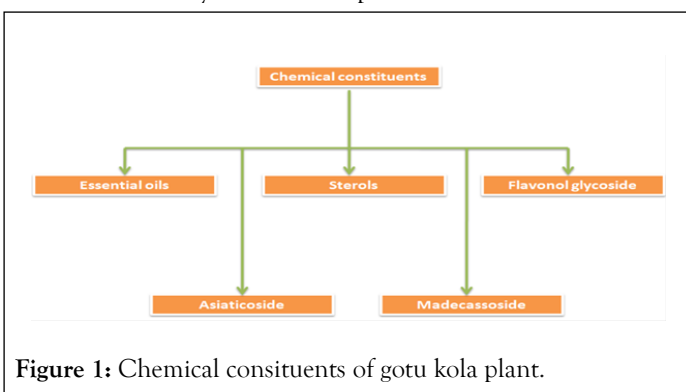 Chemical constituents
Essential oils
Sterols
Flavonol glycoside
Asiaticoside
Madecassoside
Figure 1: Chemical consituents of gotu kola plant.